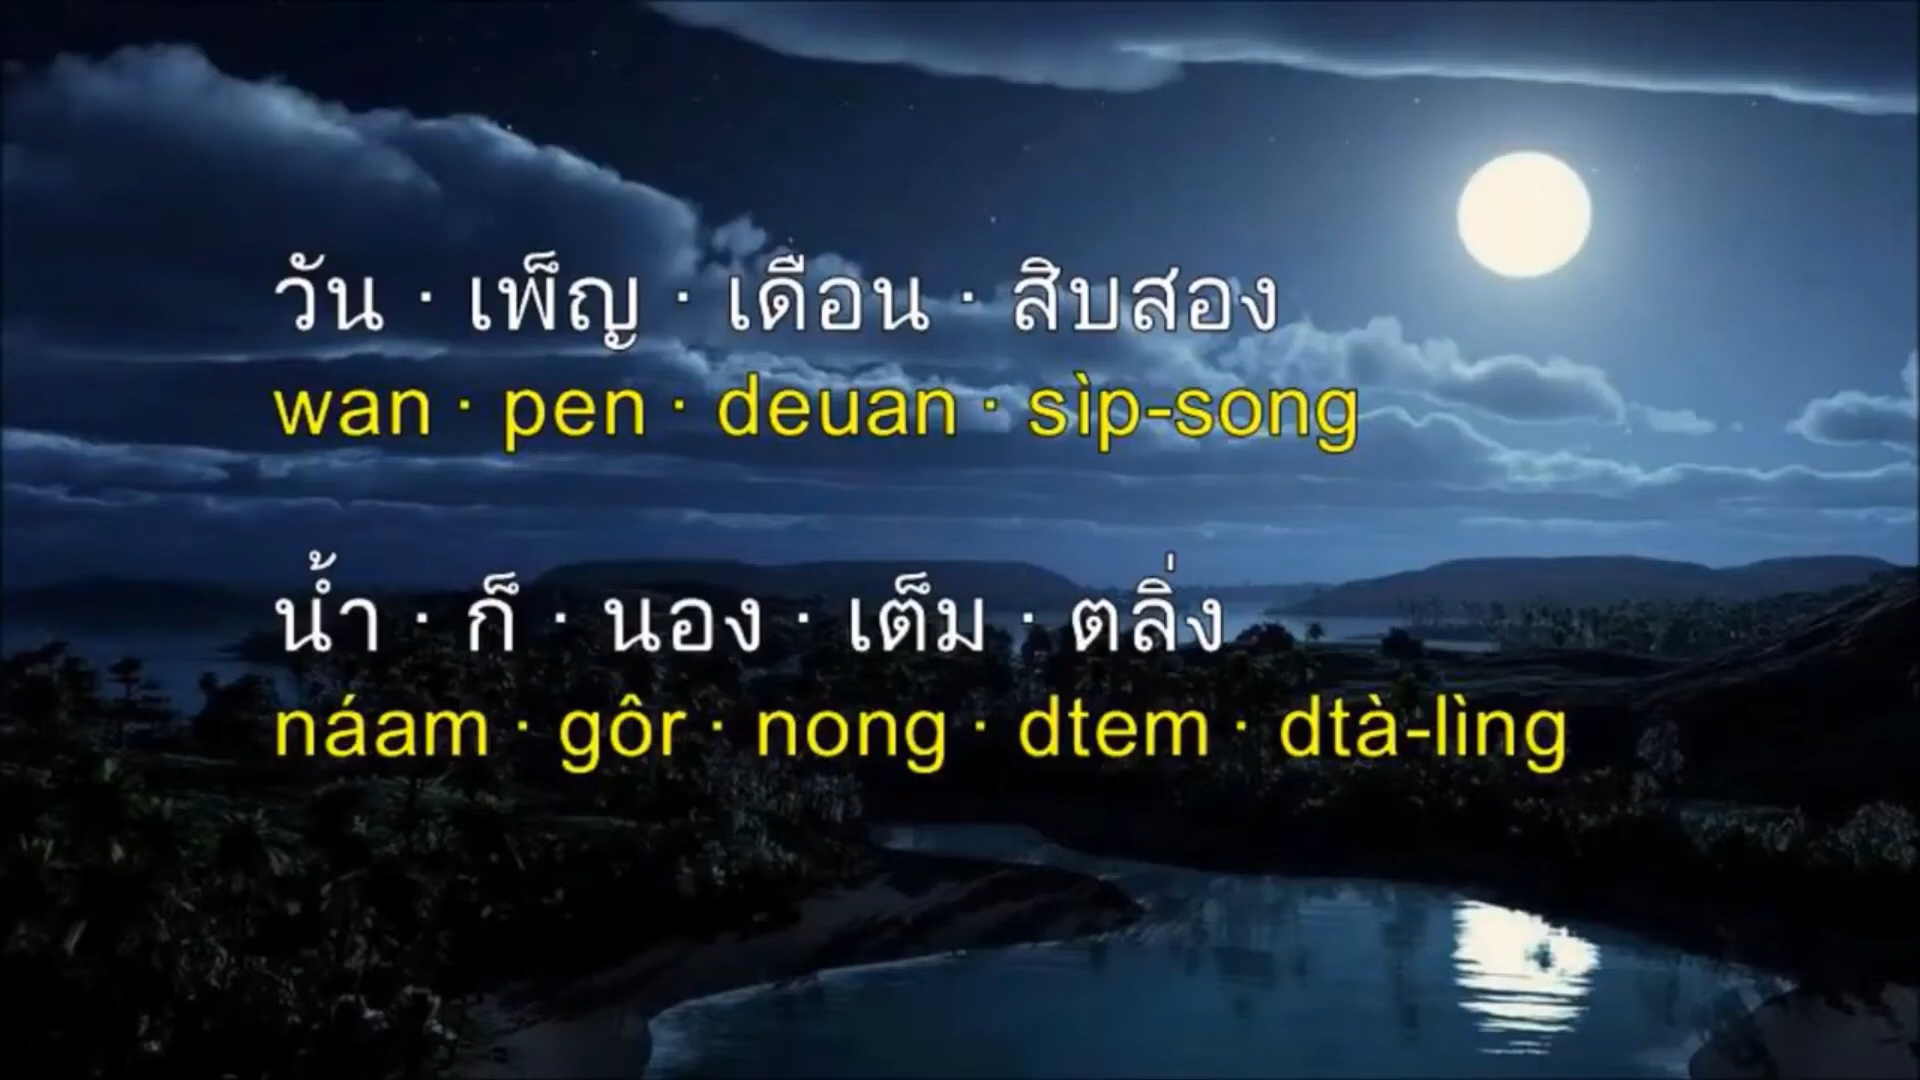 วัน · เพ็ญ · เดือน · สิบสอง
wan · pen · deuan · sìp-song
น้ำ · ก็ · นอง · เต็ม · ตลิ่ง
náam · gôr · nong · dtem · dtà-lìng